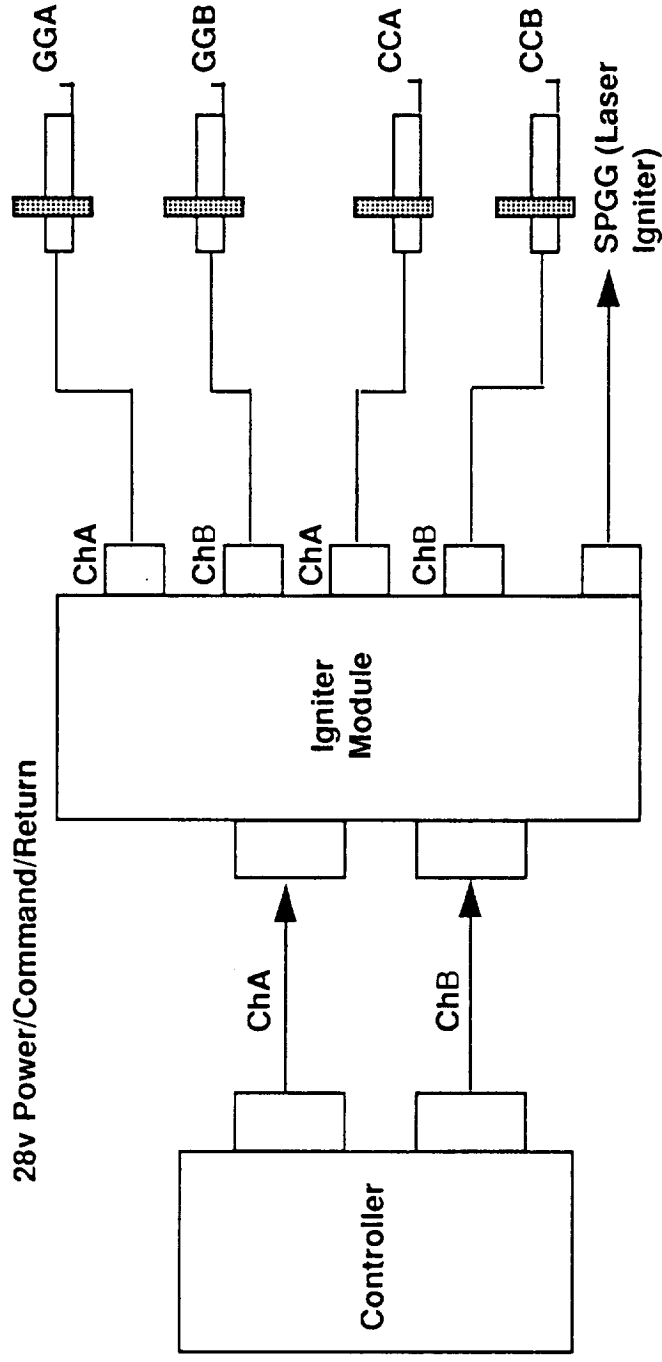 28v Power/Command/Return
Controller
ChA
ChB
Igniter
Module
ChA
ChB
ChA
ChB
GGA
GGB
CCA
CCB
SPGG (Laser
Igniter)